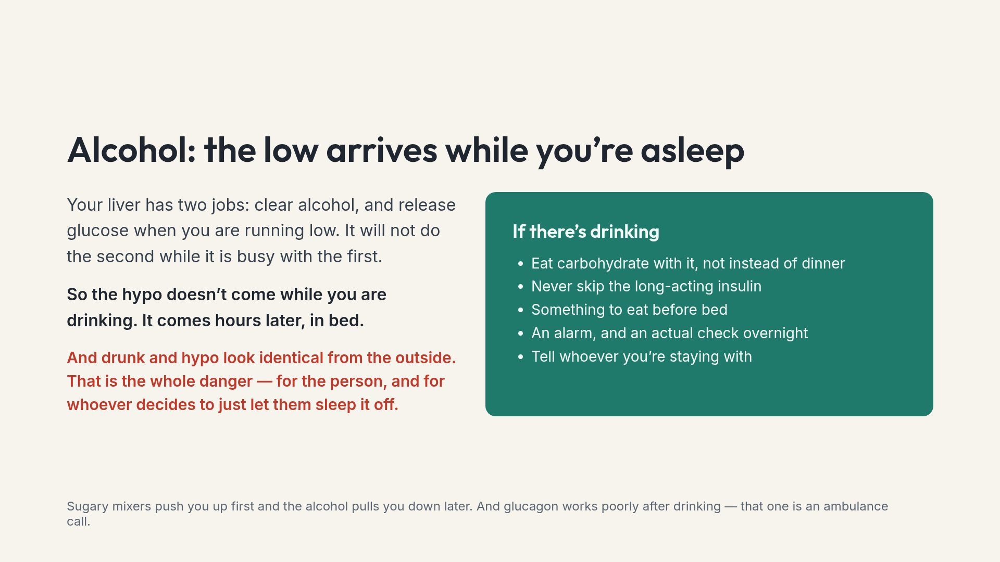 Alcohol: the low arrives while you’re asleep
Your liver has two jobs: clear alcohol, and release
glucose when you are running low. It will not do
the second while it is busy with the first.
So the hypo doesn’t come while you are
drinking. It comes hours later, in bed.
And drunk and hypo look identical from the outside.
That is the whole danger — for the person, and for
whoever decides to just let them sleep it off.
If there’s drinking
• Eat carbohydrate with it, not instead of dinner
• Never skip the long-acting insulin
• Something to eat before bed
• An alarm, and an actual check overnight
• Tell whoever you’re staying with
Sugary mixers push you up first and the alcohol pulls you down later. And glucagon works poorly after drinking — that one is an ambulance
call.